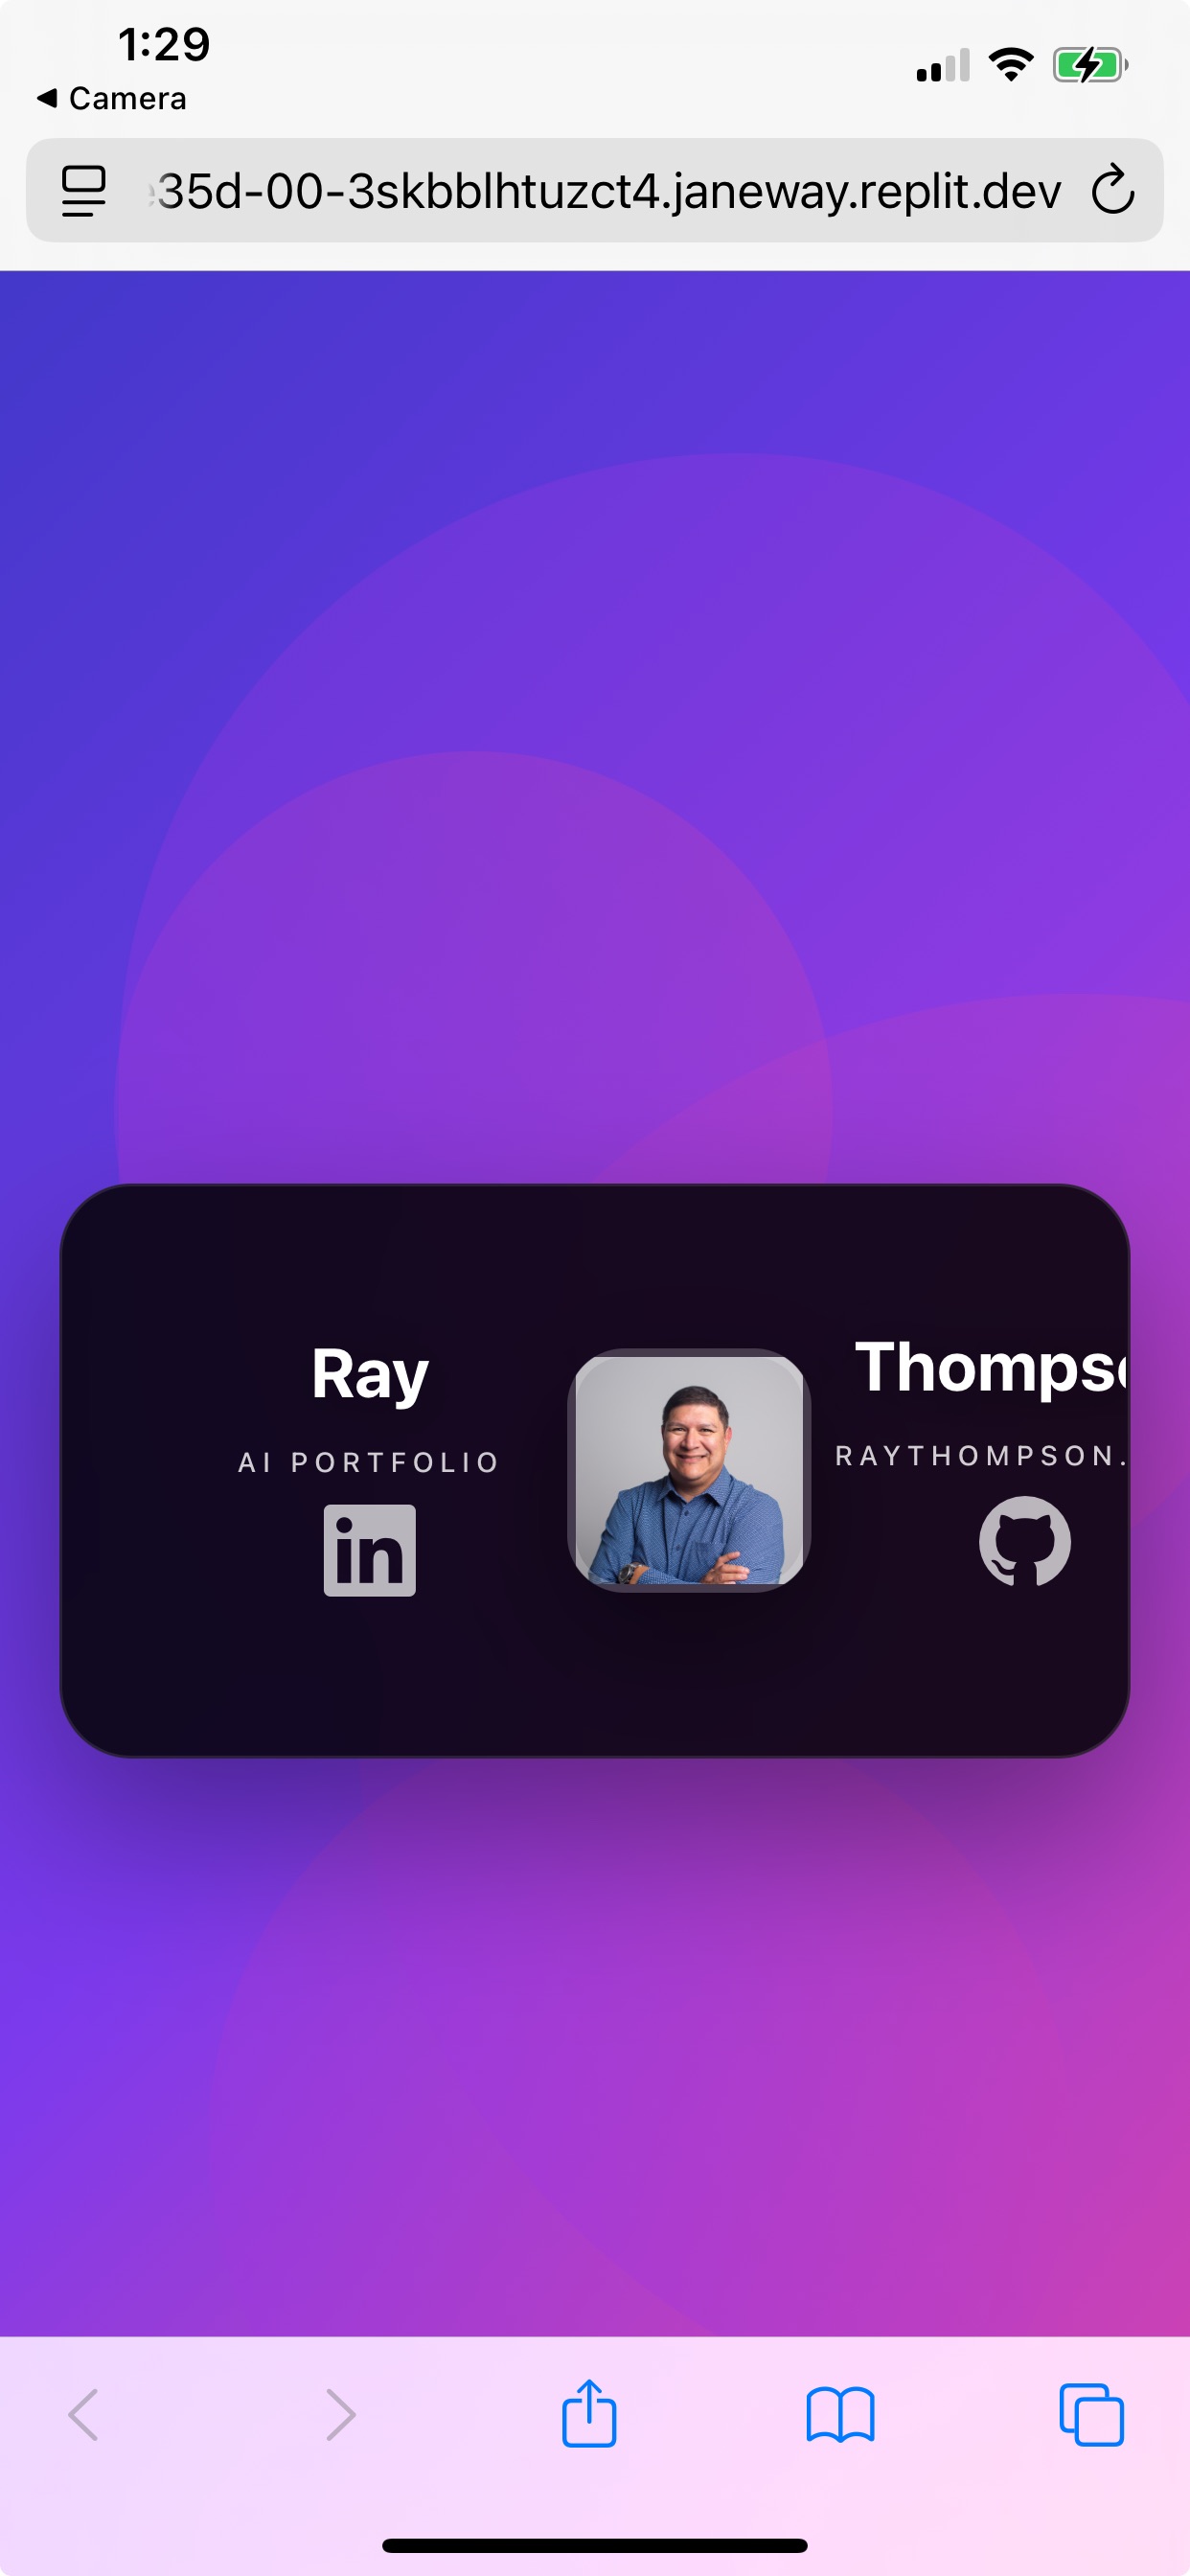 1:29
Camera
35d-00-3skbblhtuzct4.janeway.replit.dev
Ray
Thomps
AI PORTFOLIO
RAYTHOMPSON.
in